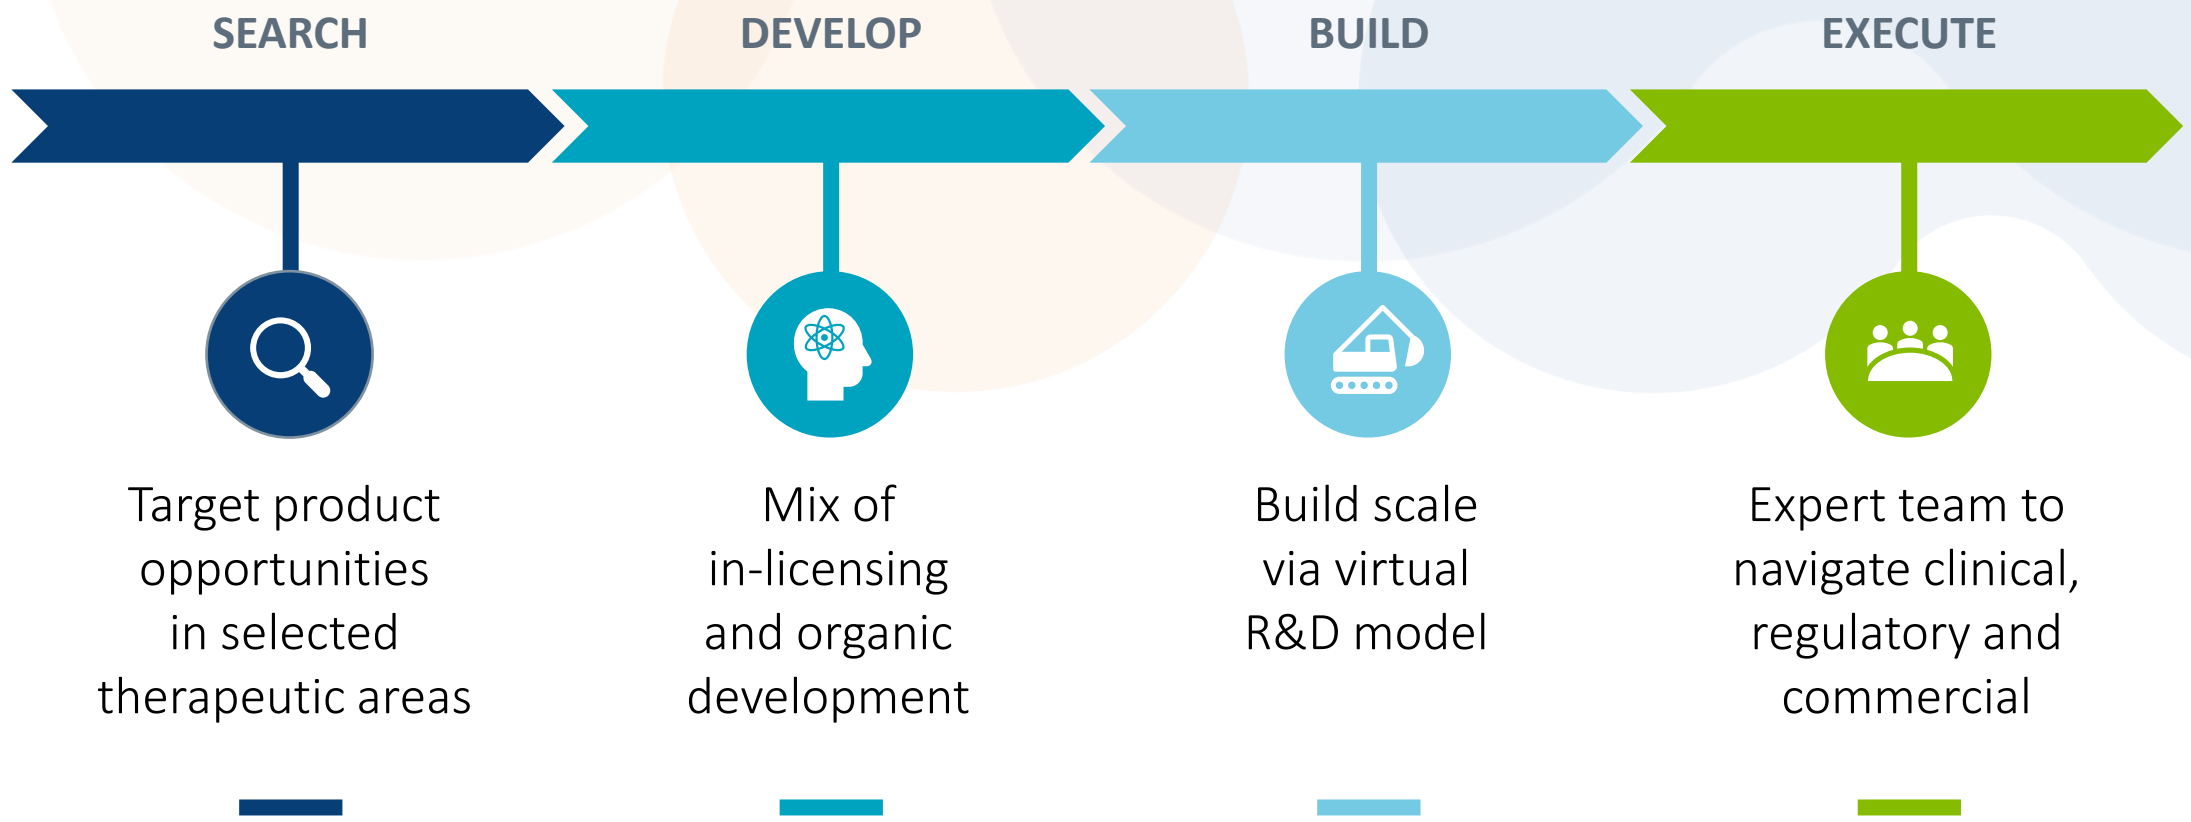 SEARCH
DEVELOP
BUILD
EXECUTE
Target product
opportunities
in selected
therapeutic areas
Mix of
in-licensing
and organic
development
Build scale
via virtual
R&D model
Expert team to
navigate clinical,
regulatory and
commercial